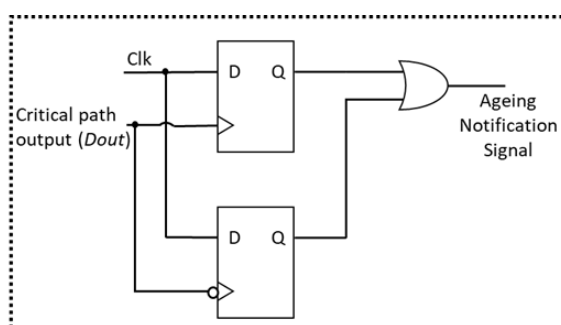 Clk
D Q
Critical path
output (Dout)
Ageing
Notification
Signal
D Q